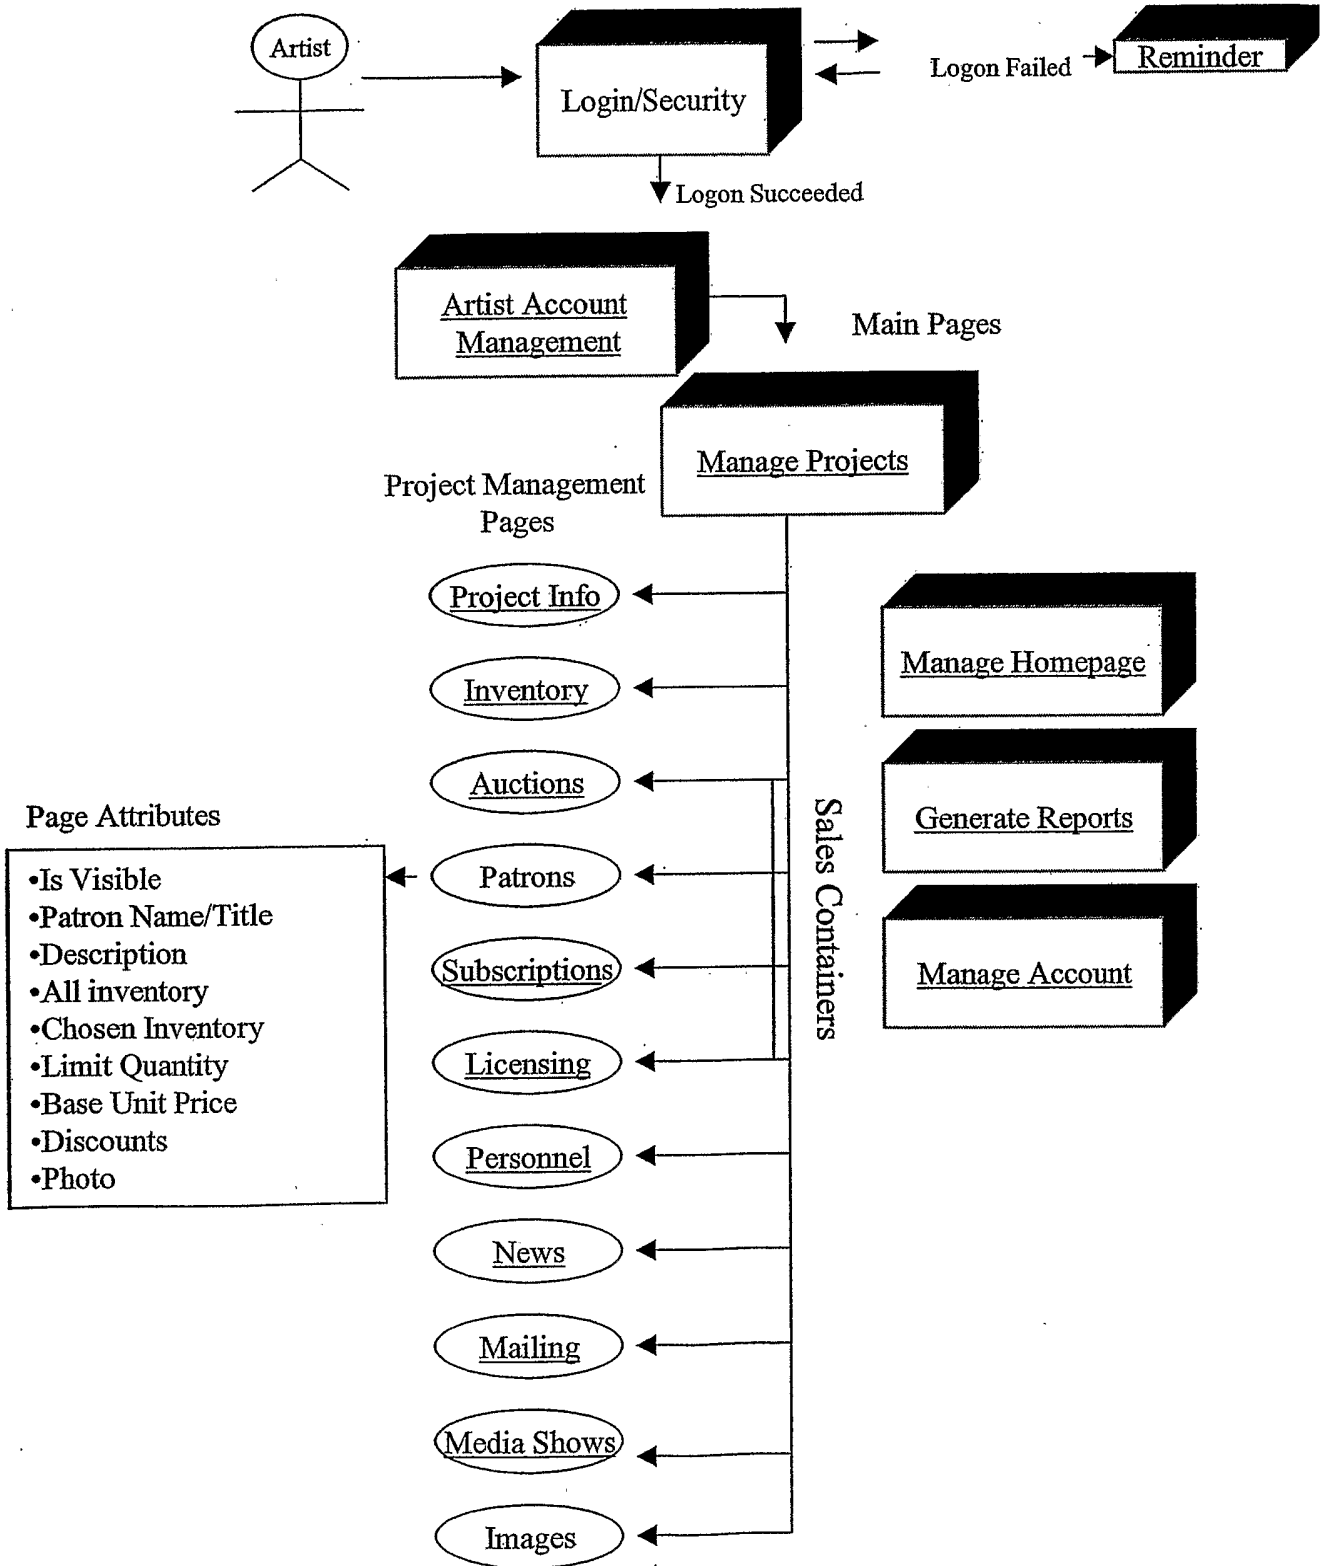 Artist
Login/Security
Logon Failed
Reminder
Logon Succeeded
Artist Account
Management
Main Pages
Manage Projects
Project Management
Pages
Project Info
Inventory
Auctions
Patrons
Subscriptions
Licensing
Personnel
News
Mailing
Media Shows
Images
Page Attributes
•Is Visible
•Patron Name/Title
•Description
•All inventory
•Chosen Inventory
•Limit Quantity
•Base Unit Price
•Discounts
•Photo
Sales Containers
Manage Homepage
Generate Reports
Manage Account